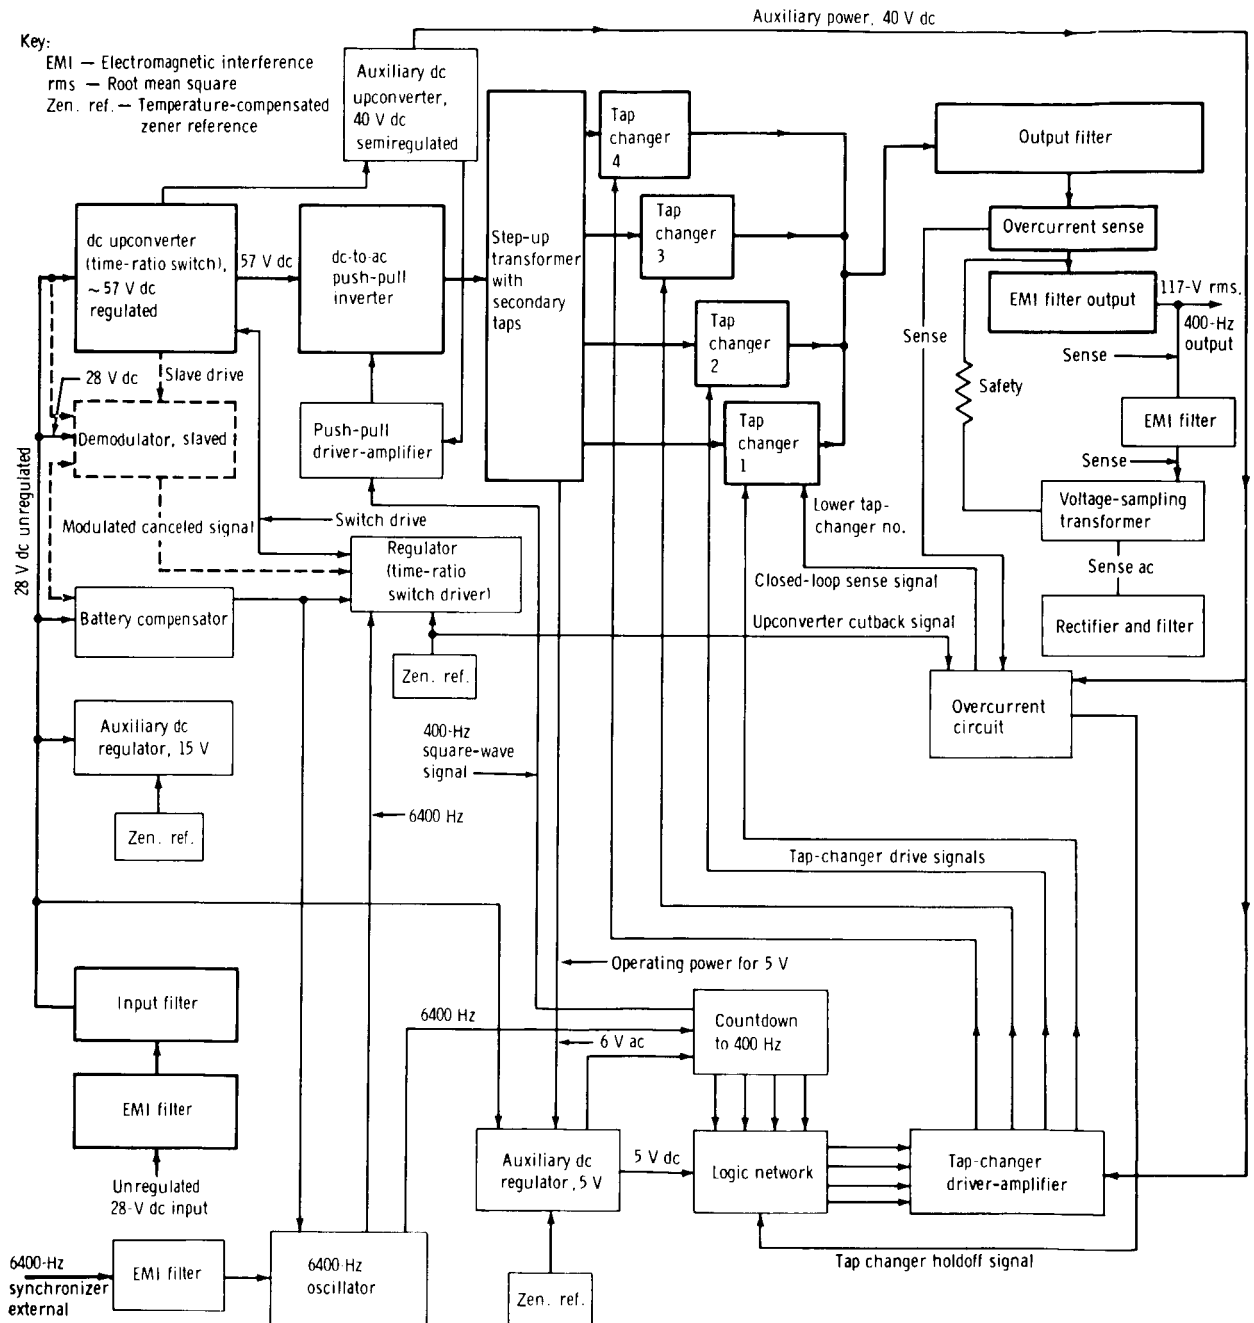 Auxiliary power, 40 V dc
Key:
EMI — Electromagnetic interference
rms — Root mean square
Zen. ref. — Temperature-compensated
zener reference
Auxiliary dc
upconverter,
40 V dc
semiregulated
Tap
changer
4
Output filter
dc upconverter
(time-ratio switch),
~ 57 V dc
regulated
57 V dc
dc-to-ac
push-pull
inverter
Step-up
transformer
with
secondary
taps
Tap
changer
3
Overcurrent sense
EMI filter output
117-V rms,
400-Hz
output
Sense
Sense
Tap
changer
2
Safety
28 V dc
Slave drive
Demodulator, slaved
Push-pull
driver-amplifier
Tap
changer
1
EMI filter
Sense
28 V dc unregulated
Voltage-sampling
transformer
Lower tap-
changer no.
Modulated canceled signal
Switch drive
Regulator
(time-ratio
switch driver)
Closed-loop sense signal
Sense ac
Battery compensator
Upconverter cutback signal
Rectifier and filter
Zen. ref.
Overcurrent
circuit
Auxiliary dc
regulator, 15 V
400-Hz
square-wave
signal
Zen. ref.
6400 Hz
Tap-changer drive signals
Operating power for 5 V
Input filter
6400 Hz
Countdown
to 400 Hz
6 V ac
EMI filter
Auxiliary dc
regulator, 5 V
5 V dc
Logic network
Tap-changer
driver-amplifier
Unregulated
28-V dc input
Tap changer holdoff signal
6400-Hz
synchronizer
external
EMI filter
6400-Hz
oscillator
Zen. ref.